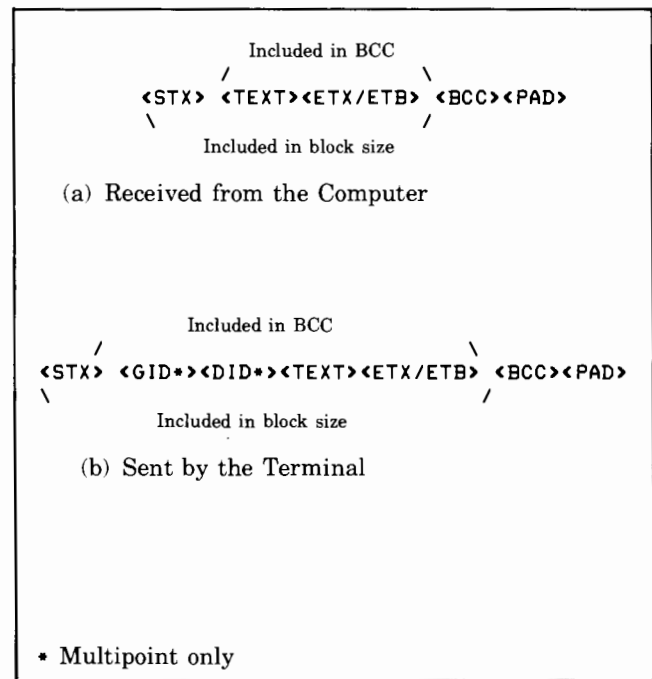 Included in BCC
/ \
<STX> <TEXT><ETX/ETB> <BCC><PAD>
\ /
Included in block size
(a) Received from the Computer
Included in BCC
/ \
<STX> <GID*><DID*><TEXT><ETX/ETB> <BCC><PAD>
\ /
Included in block size
(b) Sent by the Terminal
* Multipoint only